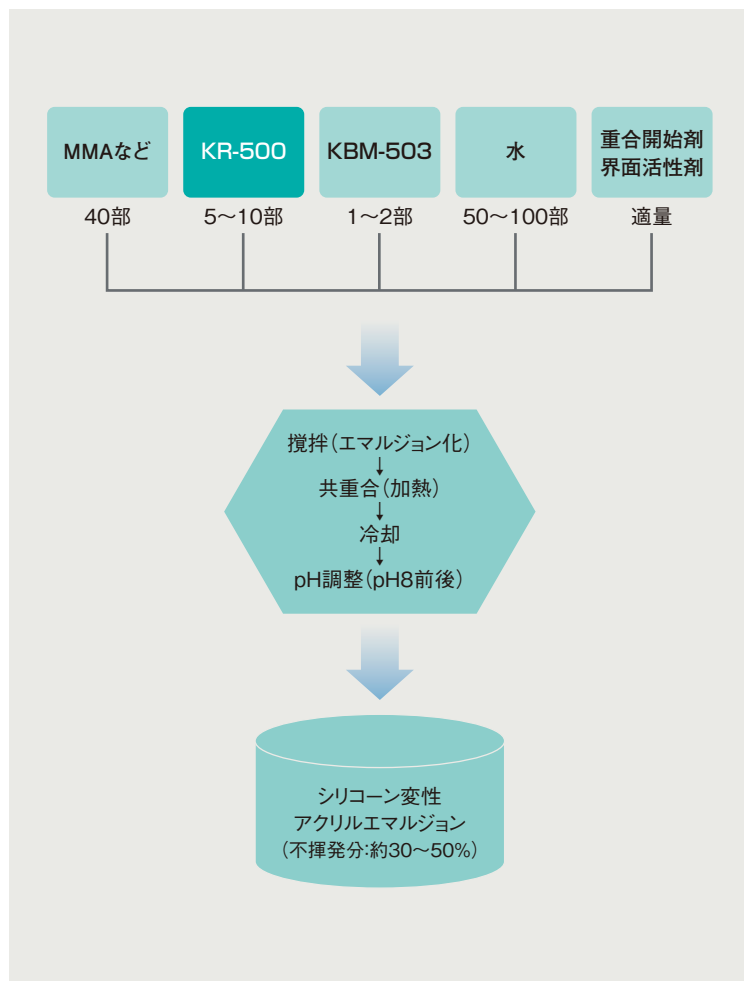 MMAなど
KR-500
KBM-503
水
重合開始剤
界面活性剤
40部
5～10部
1～2部
50～100部
適量
撹拌（エマルジョン化）
↓
共重合（加熱）
↓
冷却
↓
pH調整（pH8前後）
シリコーン変性
アクリルエマルジョン
（不揮発分:約30～50%）